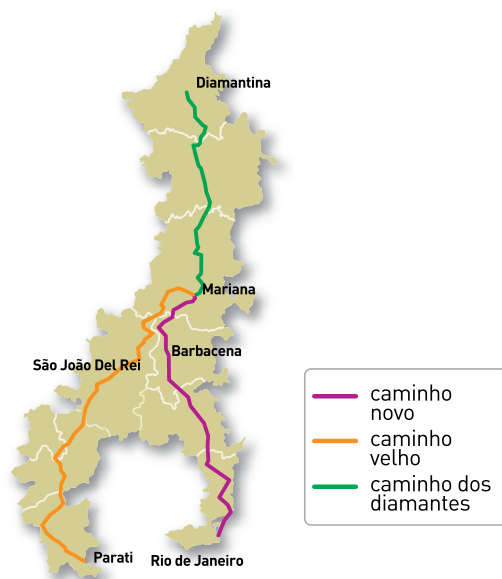 Diamantina
Mariana
Barbacena
São João Del Rei
Parati
Rio de Janeiro
caminho
novo
caminho
velho
caminho dos
diamantes